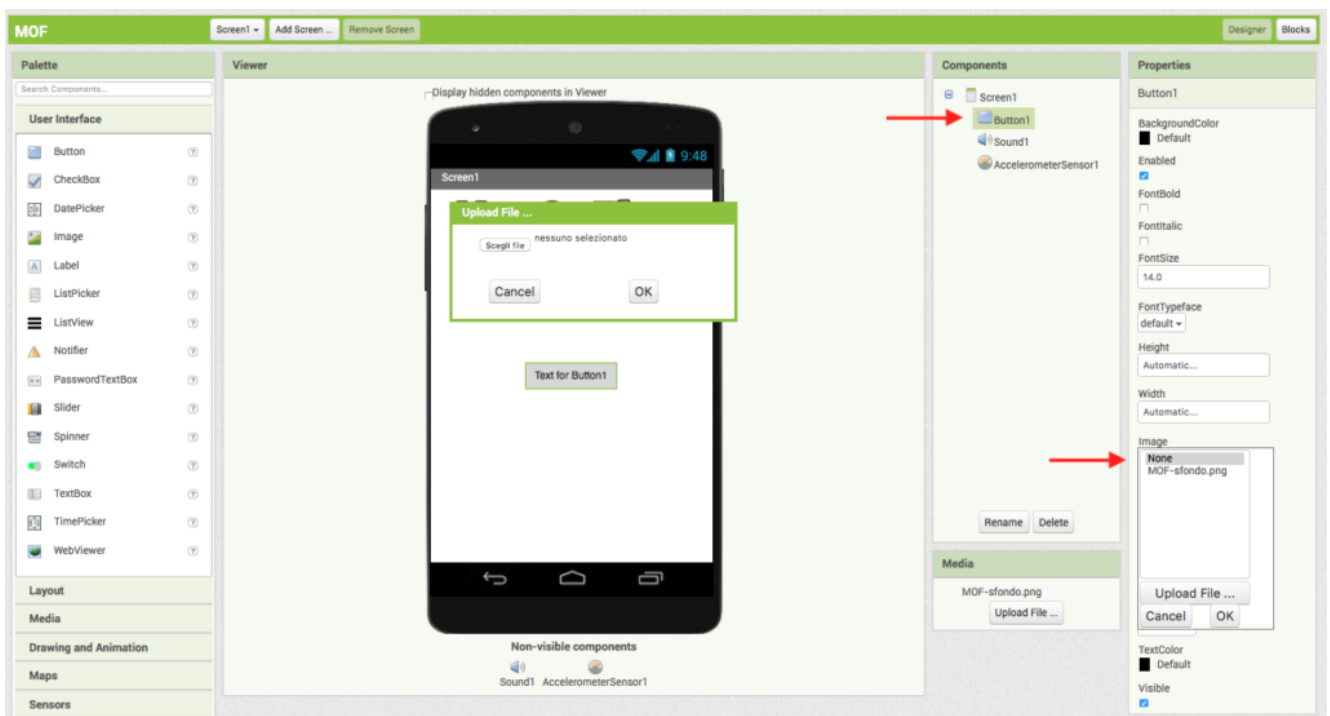 MOF
Screen1
Add Screen ...
Remove Screen
Designer
Blocks
Palette
Search Components...
User Interface
Button
CheckBox
DatePicker
Image
Label
ListPicker
ListView
Notifier
PasswordTextBox
Slider
Spinner
Switch
TextBox
TimePicker
WebViewer
Layout
Media
Drawing and Animation
Maps
Sensors
Viewer
Display hidden components in Viewer
9:48
Screen1
Upload File ...
Scegli file nessuno selezionato
Cancel
OK
Text for Button1
Non-visible components
Sound1
AccelerometerSensor1
Components
Screen1
Button1
Sound1
AccelerometerSensor1
Rename
Delete
Media
MOF-sfondo.png
Upload File ...
Properties
Button1
BackgroundColor
Default
Enabled
FontBold
FontItalic
FontSize
14.0
FontTypeface
default
Height
Automatic...
Width
Automatic...
Image
None
MOF-sfondo.png
Upload File ...
Cancel
OK
TextColor
Default
Visible